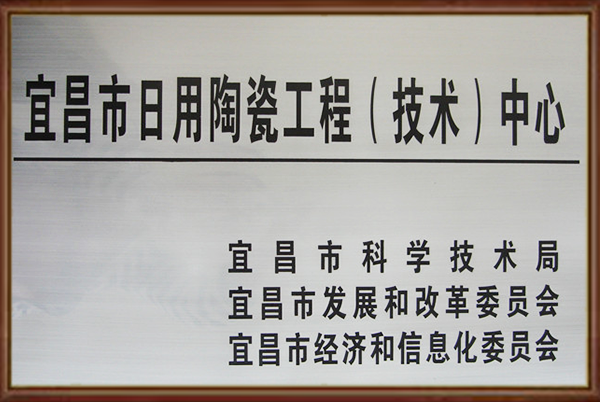 宜昌市日用陶瓷工程（技术）中心
宜昌市科学技术局
宜昌市发展和改革委员会
宜昌市经济和信息化委员会